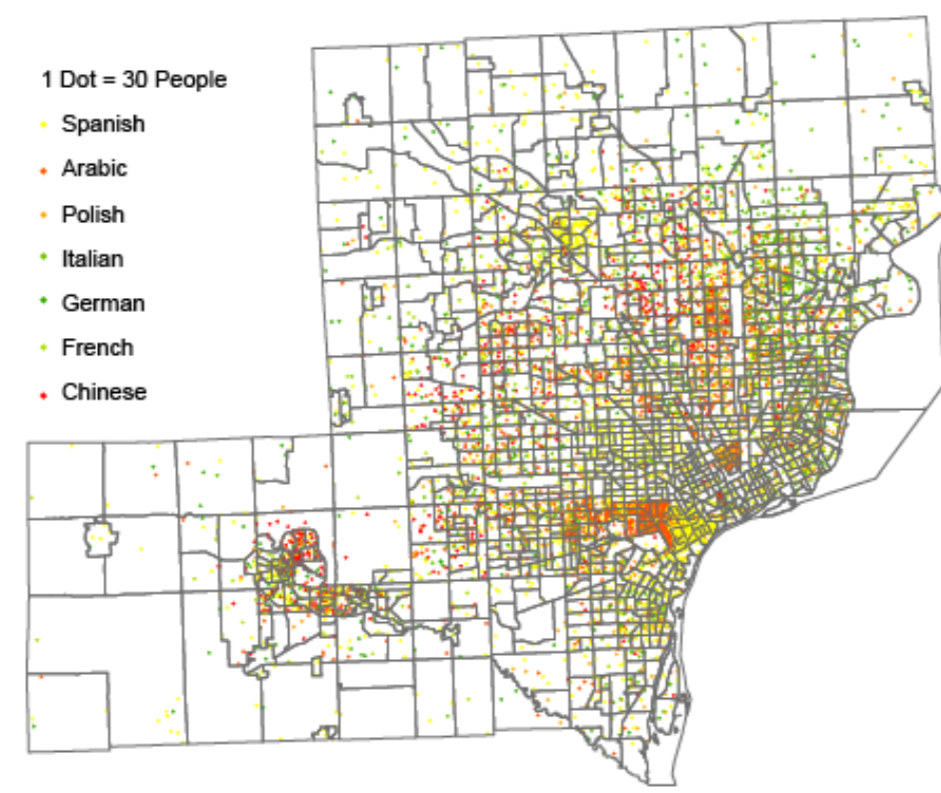 1 Dot = 30 People
Spanish
Arabic
Polish
Italian
German
French
Chinese